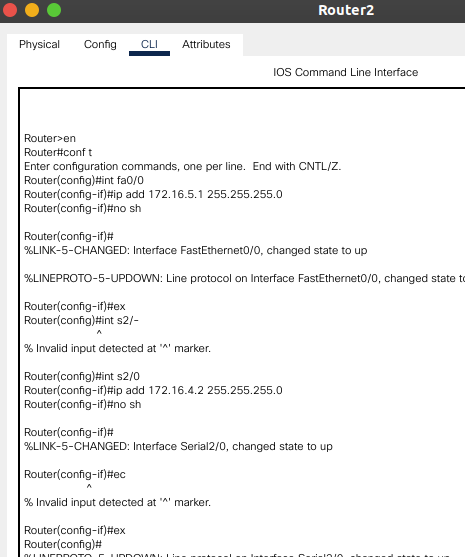 Router2
Physical Config CLI Attributes
IOS Command Line Interface
Router>en
Router#conf t
Enter configuration commands, one per line. End with CNTL/Z.
Router(config)#int fa0/0
Router(config-if)#ip add 172.16.5.1 255.255.255.0
Router(config-if)#no sh
Router(config-if)#
%LINK-5-CHANGED: Interface FastEthernet0/0, changed state to up
%LINEPROTO-5-UPDOWN: Line protocol on Interface FastEthernet0/0, changed state
Router(config-if)#ex
Router(config)#int s2/-
^
% Invalid input detected at '^' marker.
Router(config)#int s2/0
Router(config-if)#ip add 172.16.4.2 255.255.255.0
Router(config-if)#no sh
Router(config-if)#
%LINK-5-CHANGED: Interface Serial2/0, changed state to up
Router(config-if)#ec
^
% Invalid input detected at '^' marker.
Router(config-if)#ex
Router(config)#
%LINEPROTO-5-UPDOWN: Line protocol on Interface Serial2/0, changed state to up